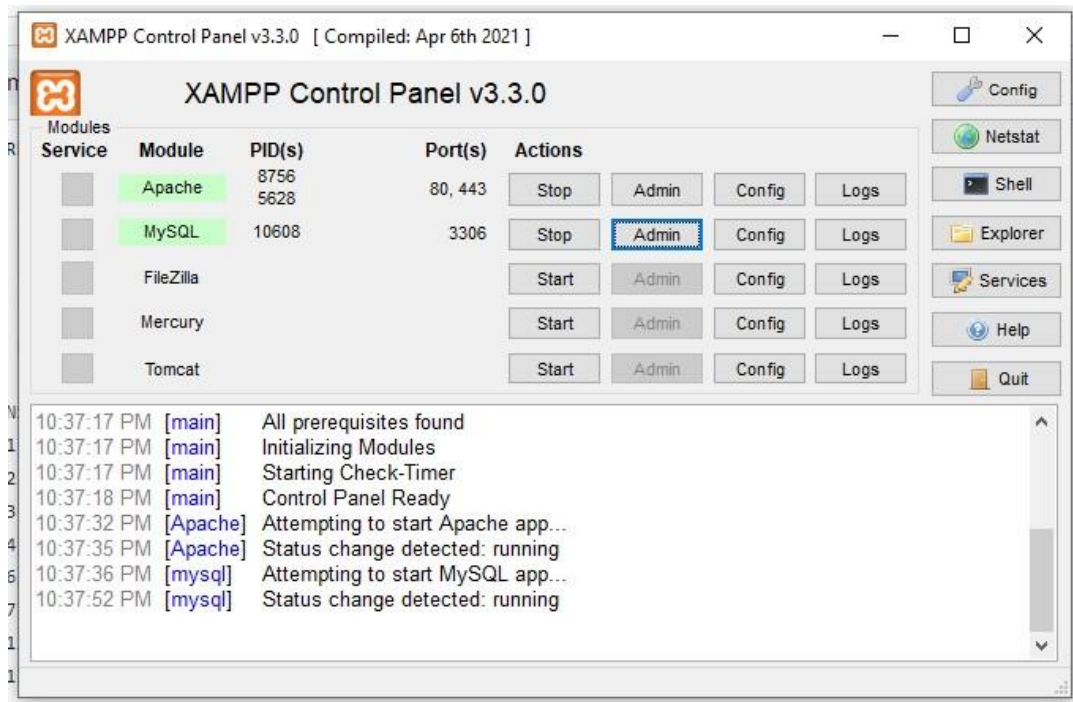 XAMPP Control Panel v3.3.0 [ Compiled: Apr 6th 2021 ]
XAMPP Control Panel v3.3.0
Config
Modules
Netstat
Service Module PID(s) Port(s) Actions
Apache 8756 5628 80, 443 Stop Admin Config Logs
Shell
MySQL 10608 3306 Stop Admin Config Logs
Explorer
FileZilla Start Admin Config Logs
Services
Mercury Start Admin Config Logs
Help
Tomcat Start Admin Config Logs
Quit
10:37:17 PM [main] All prerequisites found
10:37:17 PM [main] Initializing Modules
10:37:17 PM [main] Starting Check-Timer
10:37:18 PM [main] Control Panel Ready
10:37:32 PM [Apache] Attempting to start Apache app...
10:37:35 PM [Apache] Status change detected: running
10:37:36 PM [mysql] Attempting to start MySQL app...
10:37:52 PM [mysql] Status change detected: running